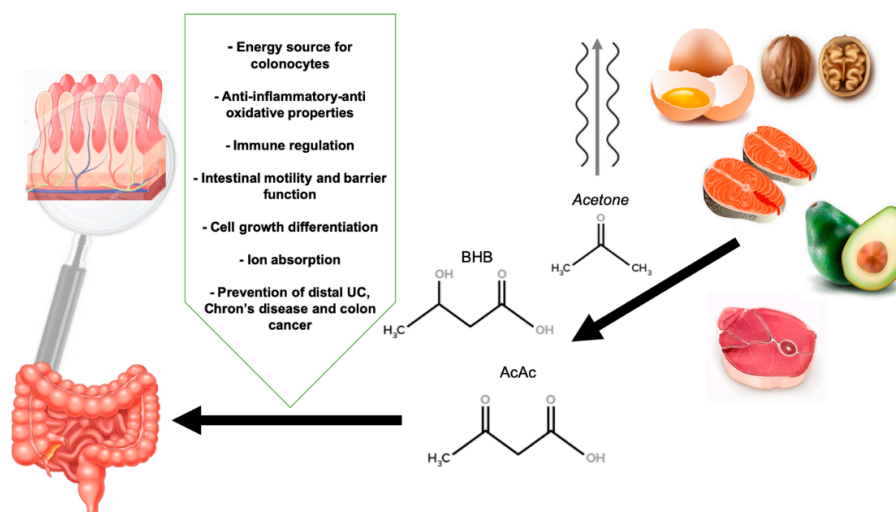 - Energy source for
colonocytes
- Anti-inflammatory-anti
oxidative properties
- Immune regulation
- Intestinal motility and barrier
function
- Cell growth differentiation
- Ion absorption
- Prevention of distal UC,
Chron's disease and colon
cancer
Acetone
O
H₃C CH₃
BHB
OH O
H₃C OH
AcAc
O O
H₃C OH